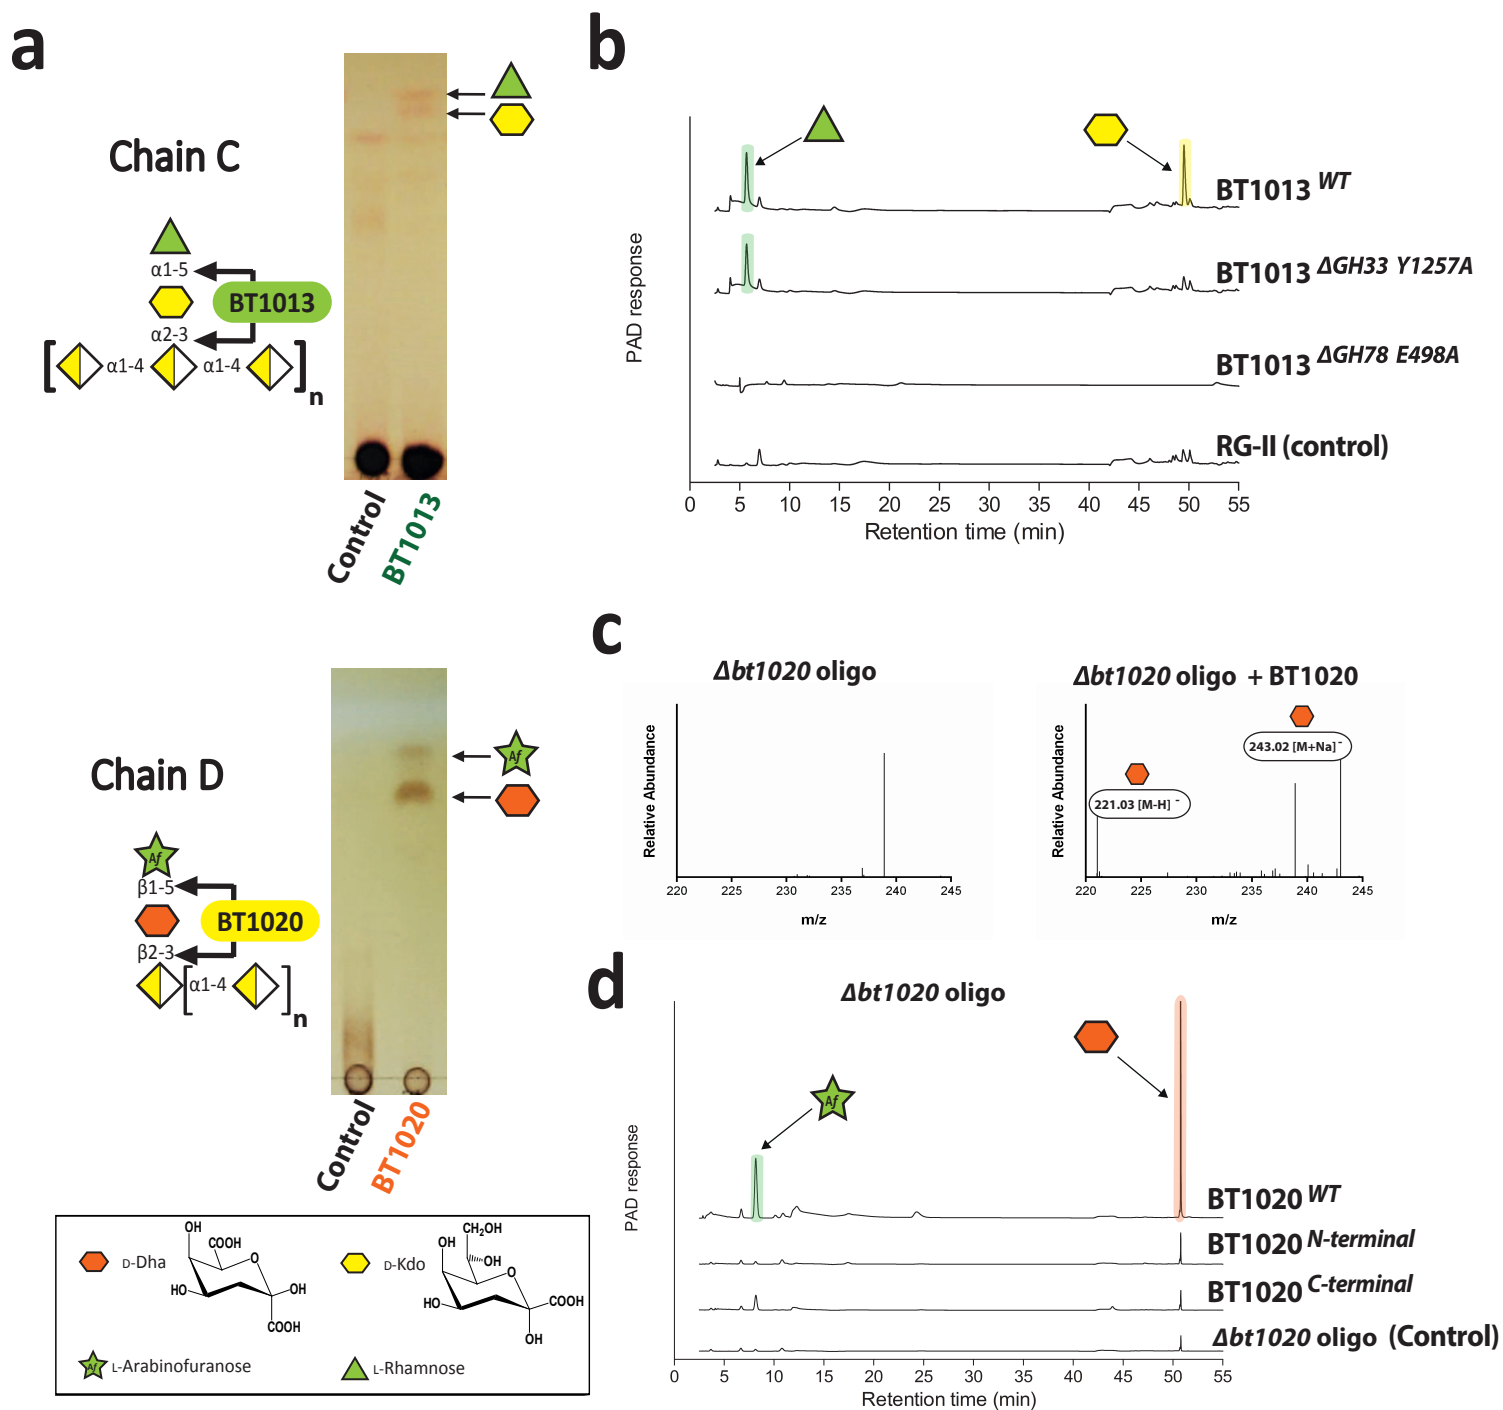 a
Chain C
α1-5
BT1013
α2-3
α1-4
α1-4
n
Control
BT1013
b
PAD response
BT1013 WT
BT1013 ΔGH33 Y1257A
BT1013 ΔGH78 E498A
RG-II (control)
0 5 10 15 20 25 30 35 40 45 50 55
Retention time (min)
Chain D
Af
β1-5
BT1020
β2-3
α1-4
n
Af
Control
BT1020
c
Δbt1020 oligo
Relative Abundance
220 225 230 235 240 245
m/z
Δbt1020 oligo + BT1020
243.02 [M+Na]-
221.03 [M-H] -
Relative Abundance
220 225 230 235 240 245
m/z
d
Δbt1020 oligo
Af
PAD response
BT1020 WT
BT1020 N-terminal
BT1020 C-terminal
Δbt1020 oligo (Control)
0 5 10 15 20 25 30 35 40 45 50 55
Retention time (min)
D-Dha
OH
COOH
O
HO
OH
COOH
D-Kdo
CH2OH
OH
OH
O
HO
COOH
OH
Af
L-Arabinofuranose
L-Rhamnose